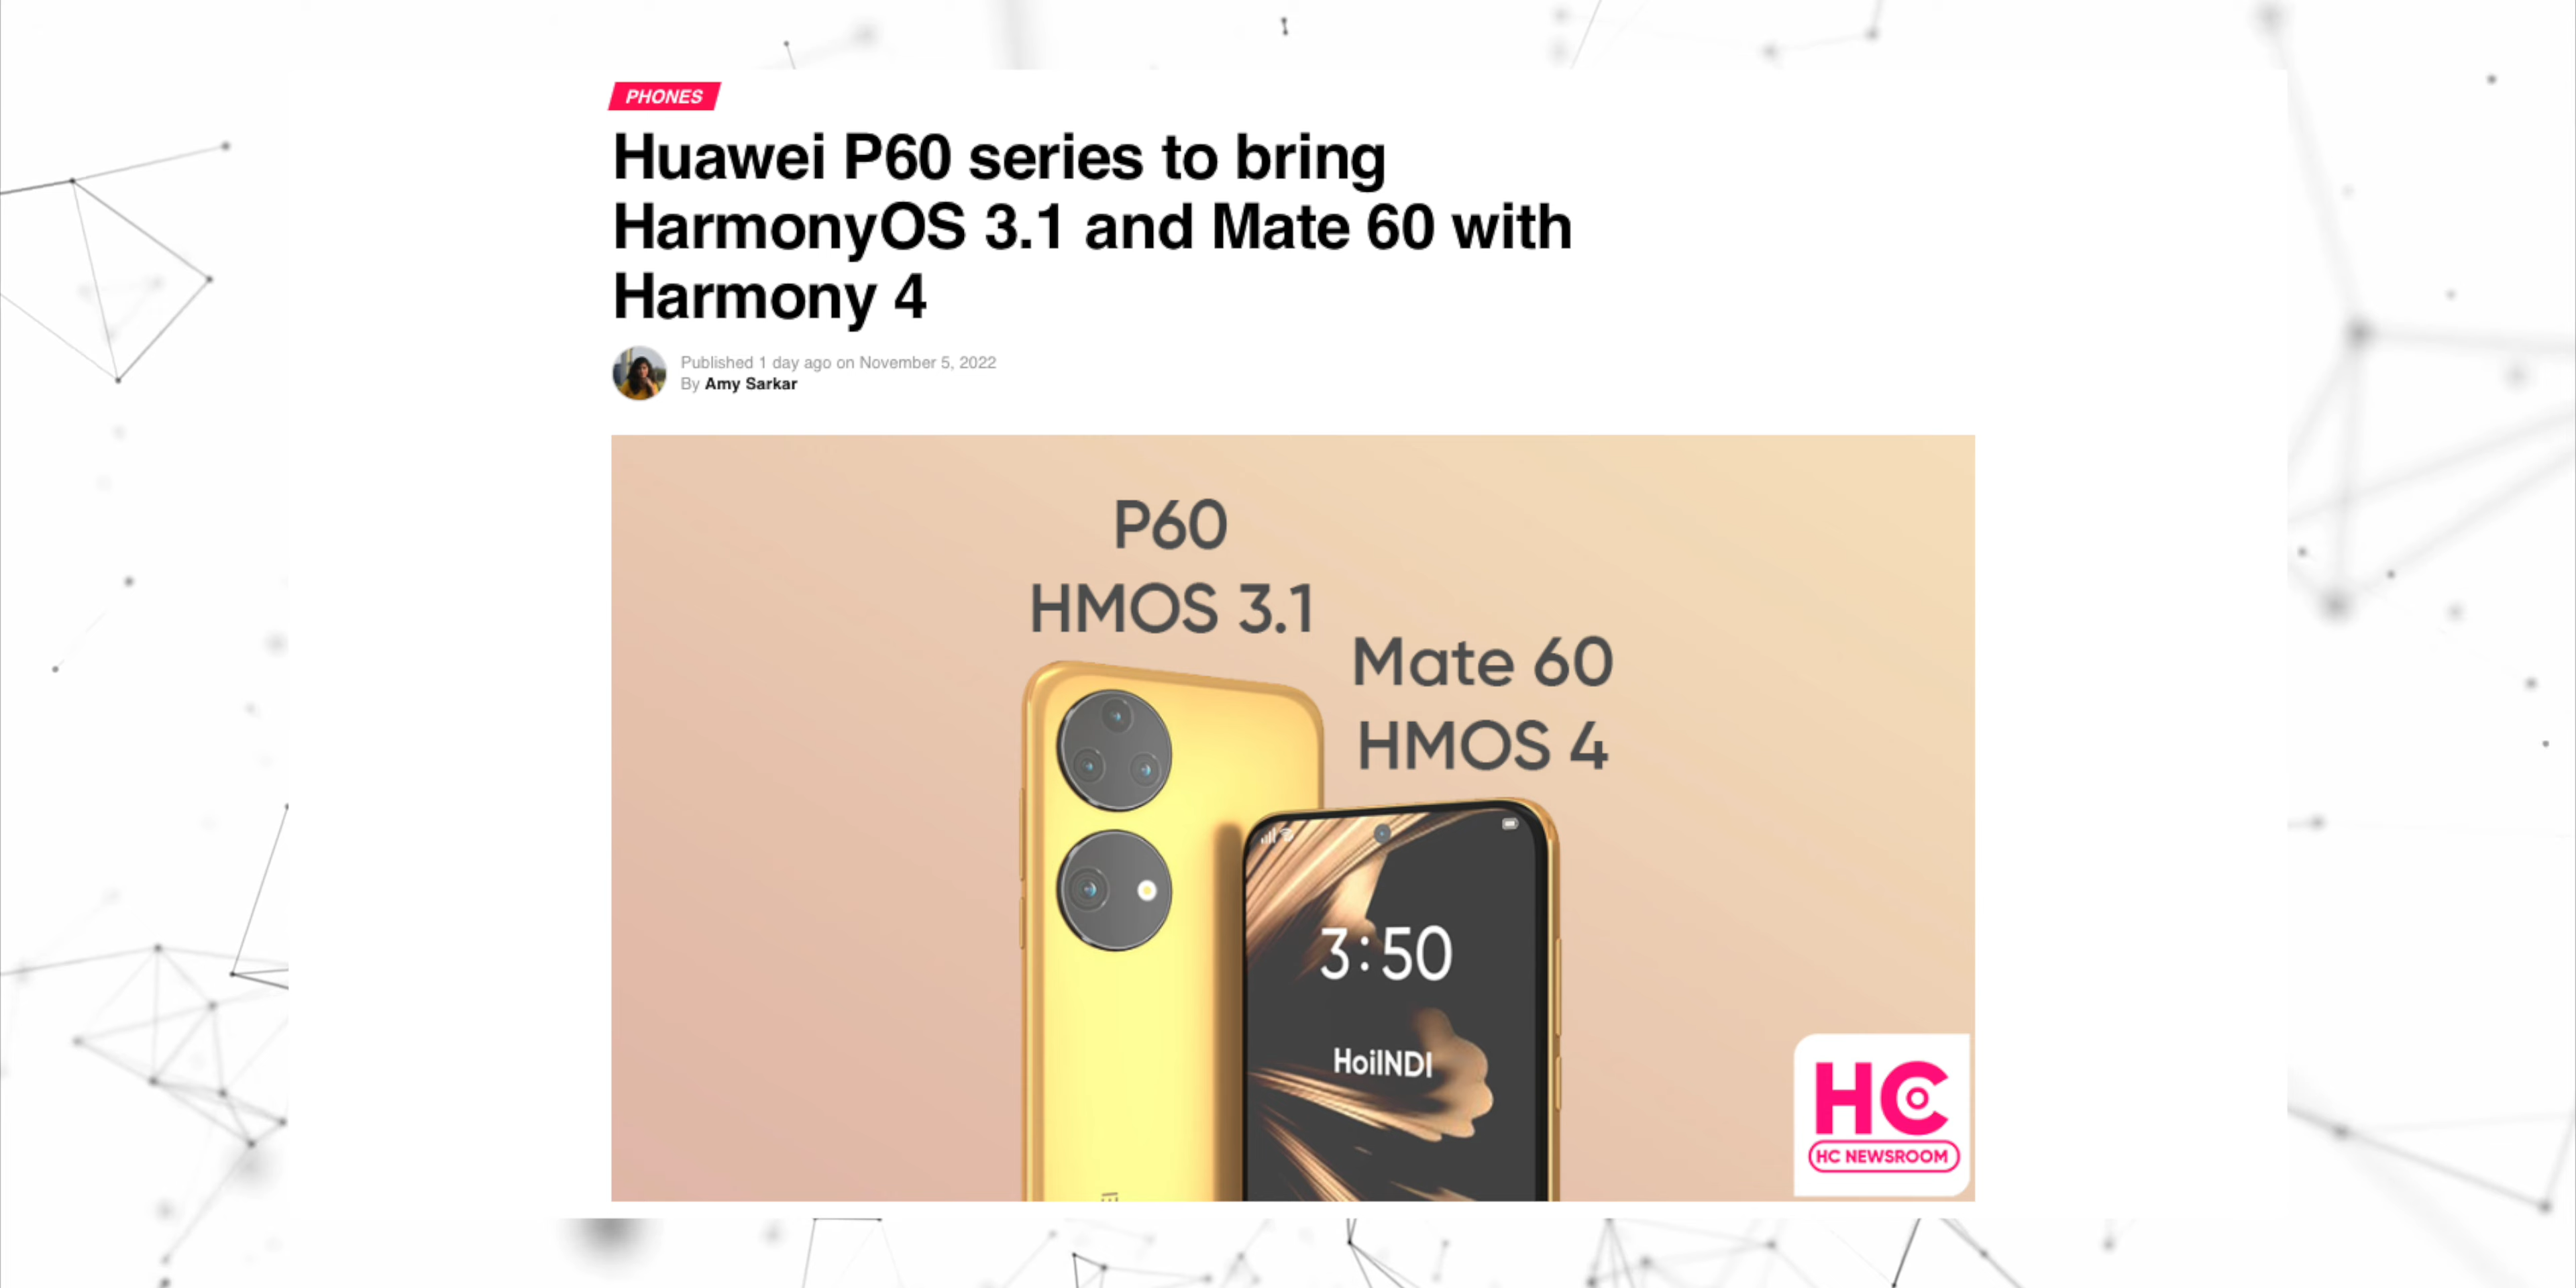 PHONES
Huawei P60 series to bring
HarmonyOS 3.1 and Mate 60 with
Harmony 4
Published 1 day ago on November 5, 2022
By Amy Sarkar
P60
HMOS 3.1
Mate 60
HMOS 4
3:50
HoiINDI
HC
HC NEWSROOM